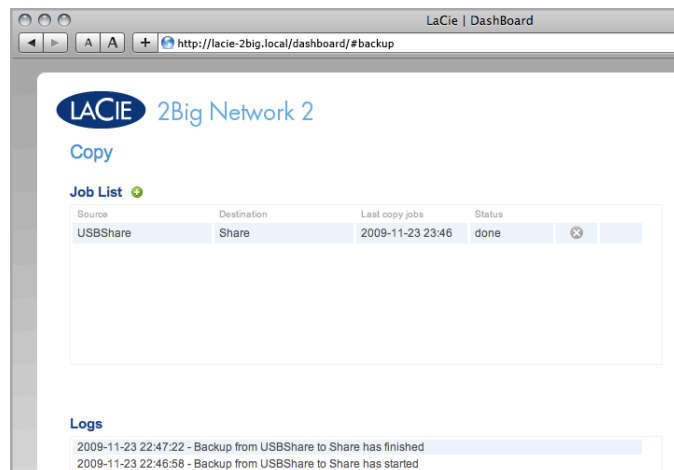 LaCie | DashBoard
A A + http://lacie-2big.local/dashboard/#backup
LACIE 2Big Network 2
Copy
Job List
Source Destination Last copy jobs Status
USBShare Share 2009-11-23 23:46 done
Logs
2009-11-23 22:47:22 - Backup from USBShare to Share has finished
2009-11-23 22:46:58 - Backup from USBShare to Share has started